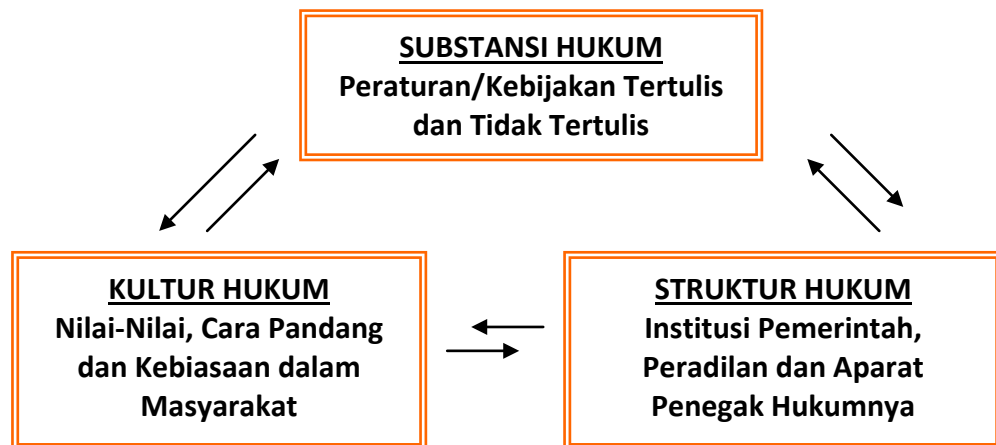 SUBSTANSI HUKUM
Peraturan/Kebijakan Tertulis
dan Tidak Tertulis
KULTUR HUKUM
Nilai-Nilai, Cara Pandang
dan Kebiasaan dalam
Masyarakat
STRUKTUR HUKUM
Institusi Pemerintah,
Peradilan dan Aparat
Penegak Hukumnya